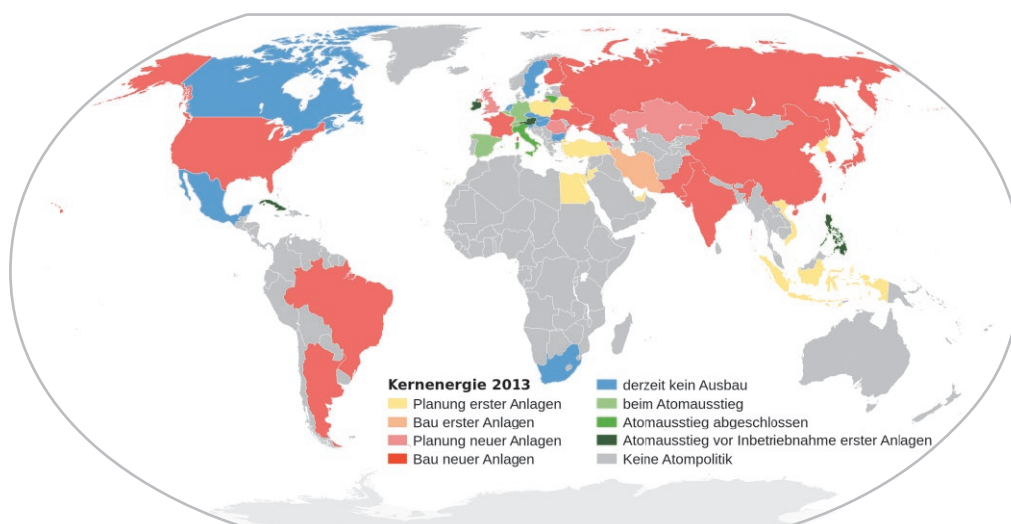 Kernenergie 2013
Planung erster Anlagen
Bau erster Anlagen
Planung neuer Anlagen
Bau neuer Anlagen
derzeit kein Ausbau
beim Atomausstieg
Atomausstieg abgeschlossen
Atomausstieg vor Inbetriebnahme erster Anlagen
Keine Atompolitik